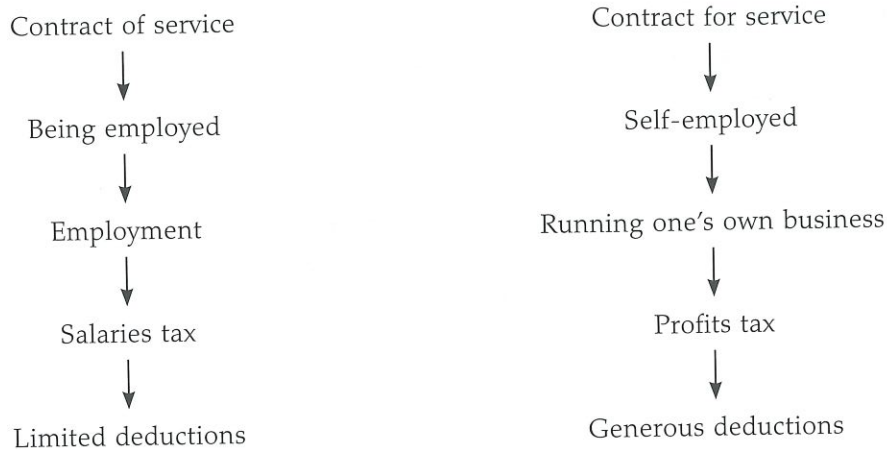 Contract of service
Being employed
Employment
Salaries tax
Limited deductions
Contract for service
Self-employed
Running one's own business
Profits tax
Generous deductions